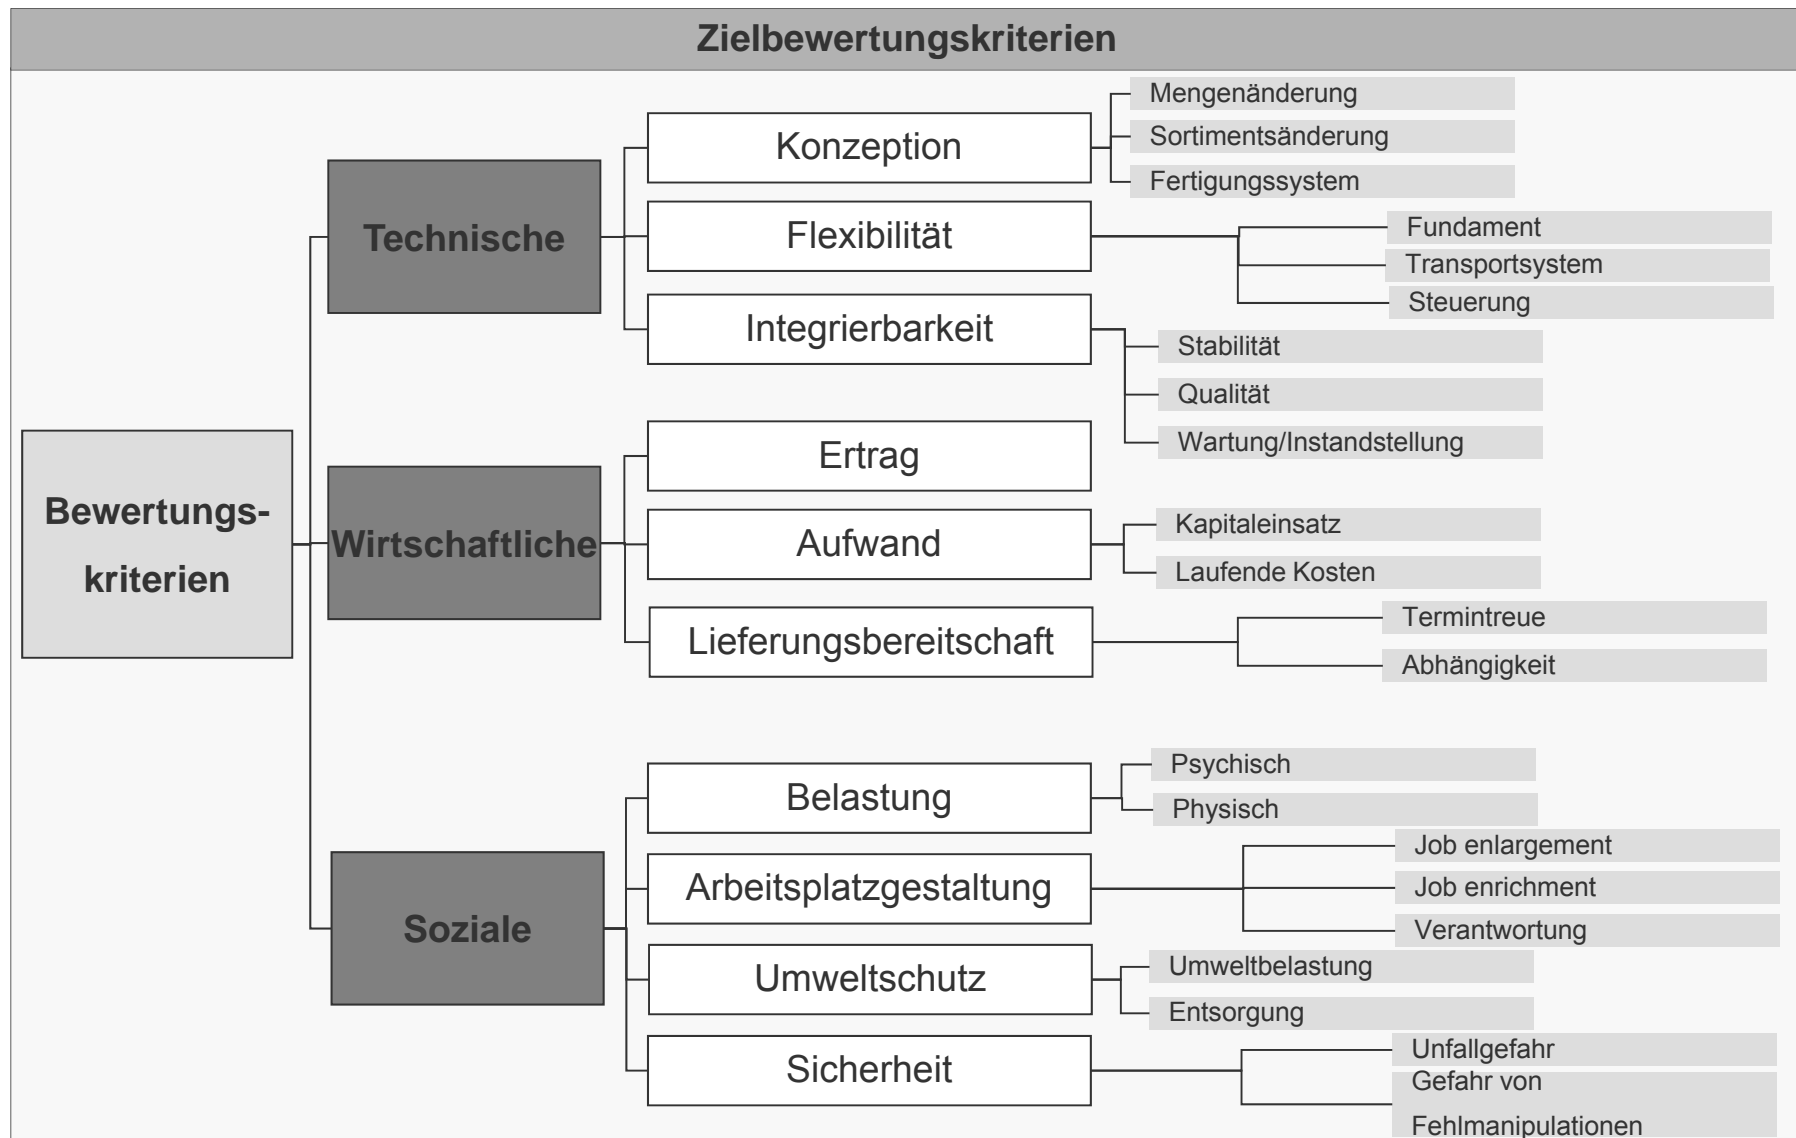 Zielbewertungskriterien
Bewertungs-
kriterien
Technische
Konzeption
Mengenänderung
Sortimentsänderung
Fertigungssystem
Flexibilität
Fundament
Transportsystem
Steuerung
Integrierbarkeit
Stabilität
Qualität
Wartung/Instandstellung
Wirtschaftliche
Ertrag
Aufwand
Kapitaleinsatz
Laufende Kosten
Lieferungsbereitschaft
Termintreue
Abhängigkeit
Soziale
Belastung
Psychisch
Physisch
Arbeitsplatzgestaltung
Job enlargement
Job enrichment
Verantwortung
Umweltschutz
Umweltbelastung
Entsorgung
Sicherheit
Unfallgefahr
Gefahr von
Fehlmanipulationen